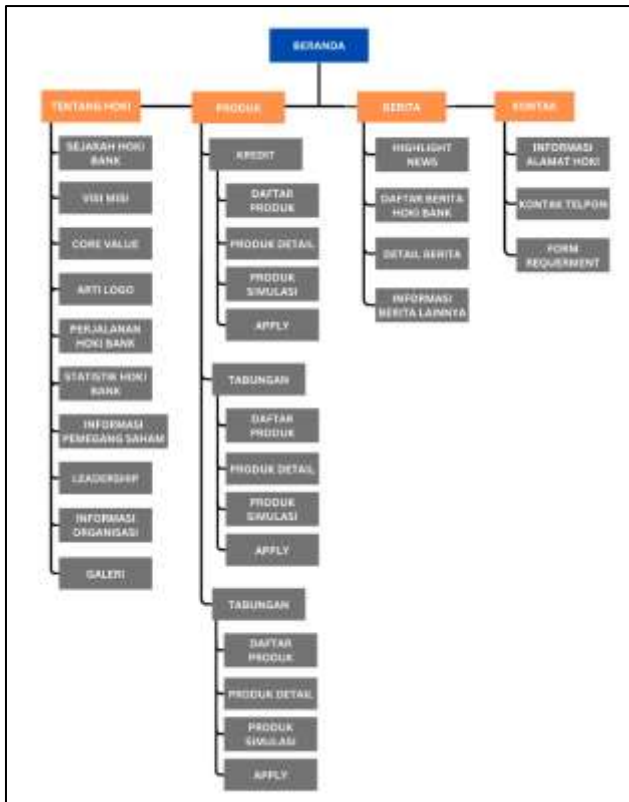 BERANDA
TENTANG HOKI
PRODUK
BERITA
KONTAK
SEJARAH HOKI
BANK
VISI MISI
CORE VALUE
ARTI LOGO
PERJALANAN
HOKI BANK
STATISTIK HOKI
BANK
INFORMASI
PEMEGANG SAHAM
LEADERSHIP
INFORMASI
ORGANISASI
GALERI
KREDIT
DAFTAR
PRODUK
PRODUK DETAIL
PRODUK
SIMULASI
APPLY
TABUNGAN
DAFTAR
PRODUK
PRODUK DETAIL
PRODUK
SIMULASI
APPLY
TABUNGAN
DAFTAR
PRODUK
PRODUK DETAIL
PRODUK
SIMULASI
APPLY
HIGHLIGHT
NEWS
DAFTAR BERITA
HOKI BANK
DETAIL BERITA
INFORMASI
BERITA LAINNYA
INFORMASI
ALAMAT HOKI
KONTAK TELPON
FORM
REQUERMENT